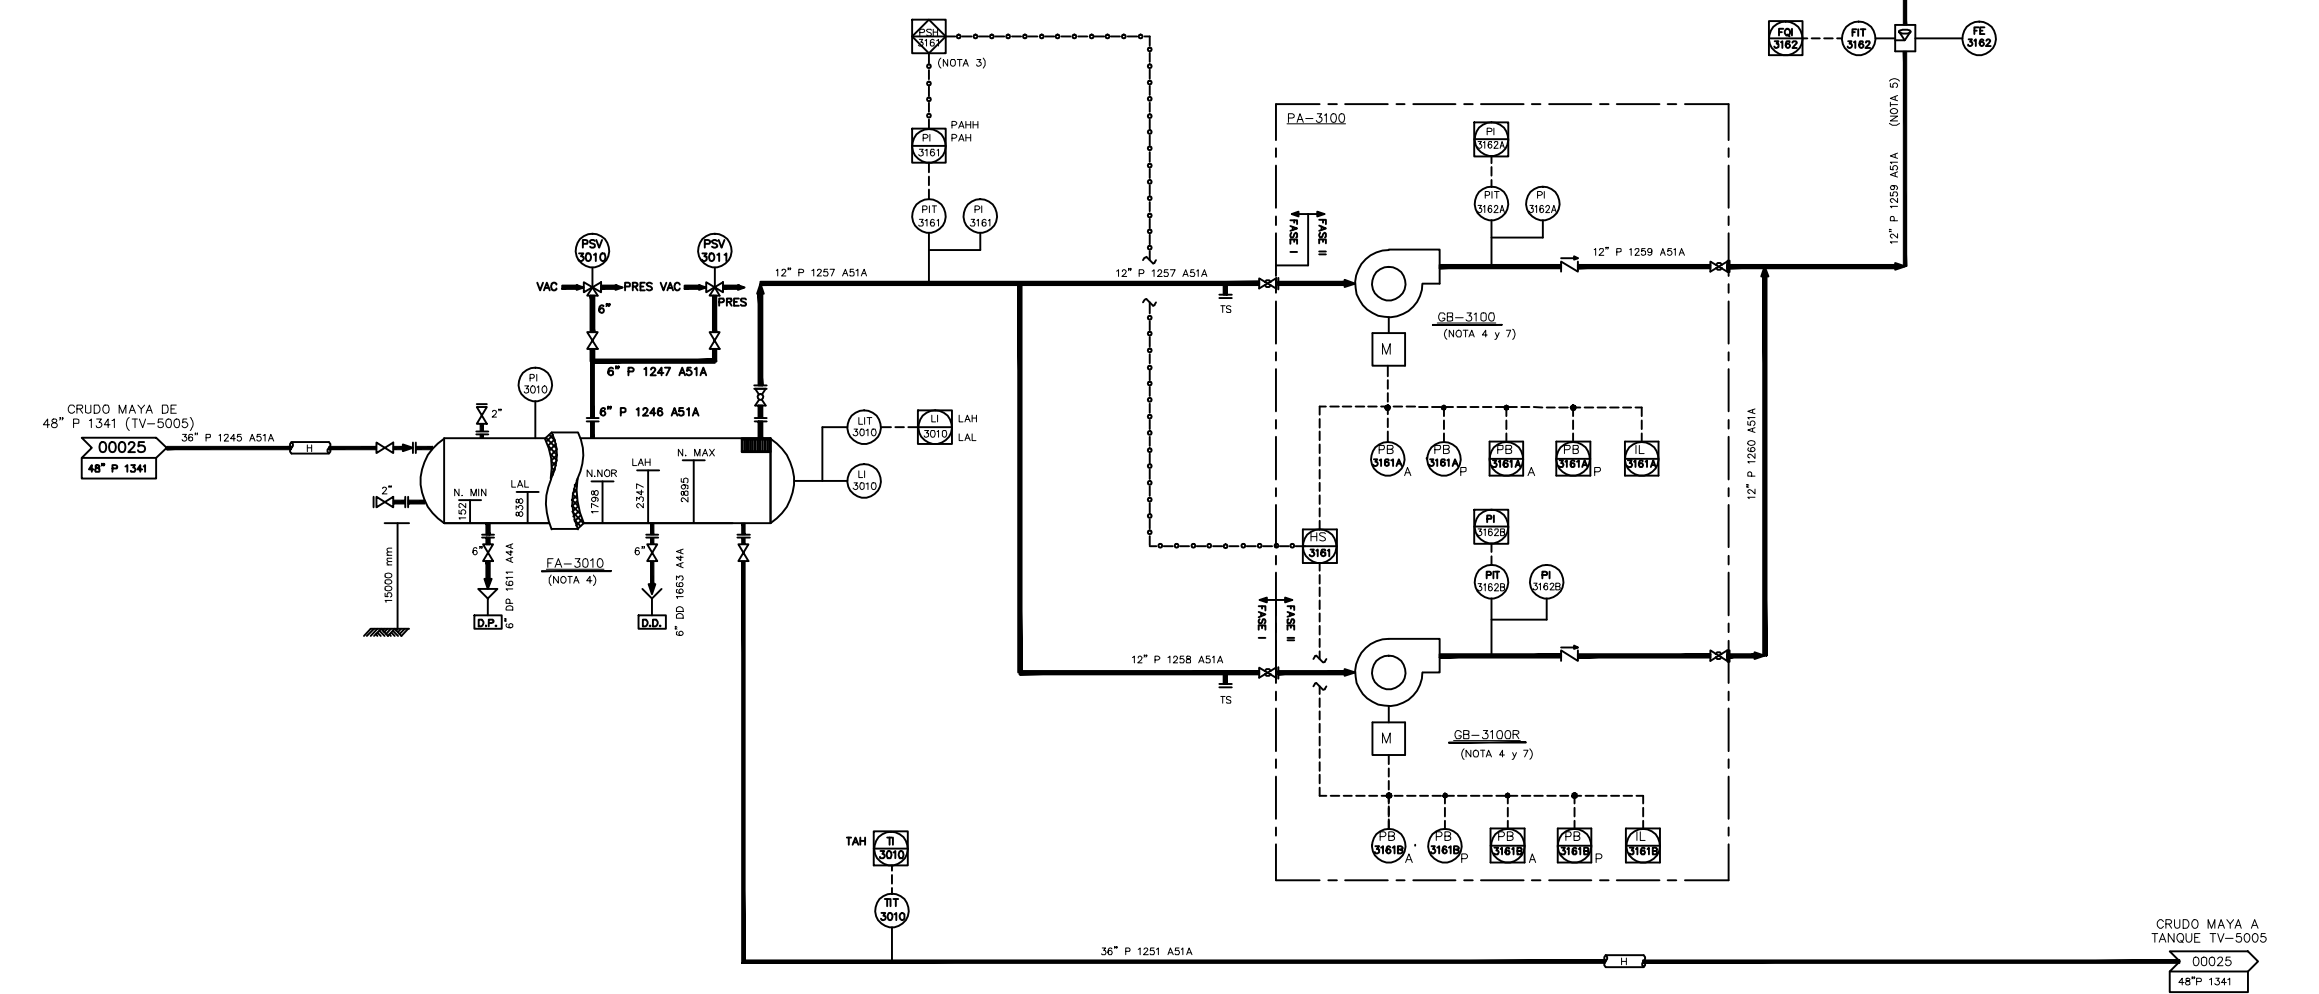 PSH
3161
(NOTA 3)
FQI
3162
FIT
3162
FE
3162
12" P 1259 A51A (NOTA 5)
PI
3161
PAHH
PAH
PIT
3161
PI
3161
PA-3100
PI
3162A
PIT
3162A
PI
3162A
FASE I
FASE II
PSV
3010
PSV
3011
VAC
PRES
VAC
PRES
6"
12" P 1257 A51A
12" P 1257 A51A
12" P 1259 A51A
TS
GB-3100
(NOTA 4 y 7)
M
6" P 1247 A51A
PI
3010
6" P 1246 A51A
CRUDO MAYA DE
48" P 1341 (TV-5005)
00025
48" P 1341
36" P 1245 A51A
H
2"
2"
LIT
3010
LI
3010
LAH
LAL
LI
3010
N. MIN
152
LAL
838
N.NOR
1798
LAH
2347
N. MAX
2895
PB
3161A
A
PB
3161A
P
PB
3161A
A
PB
3161A
P
IL
3161A
12" P 1260 A51A
15000 mm
6"
D.P.
6" DP 1611 A4A
FA-3010
(NOTA 4)
6"
D.D.
6" DD 1663 A4A
HS
3161
PI
3162B
PIT
3162B
PI
3162B
FASE I
FASE II
12" P 1258 A51A
TS
M
GB-3100R
(NOTA 4 y 7)
PB
3161B
A
PB
3161B
P
PB
3161B
A
PB
3161B
P
IL
3161B
TAH
TI
3010
TIT
3010
36" P 1251 A51A
H
CRUDO MAYA A
TANQUE TV-5005
00025
48"P 1341